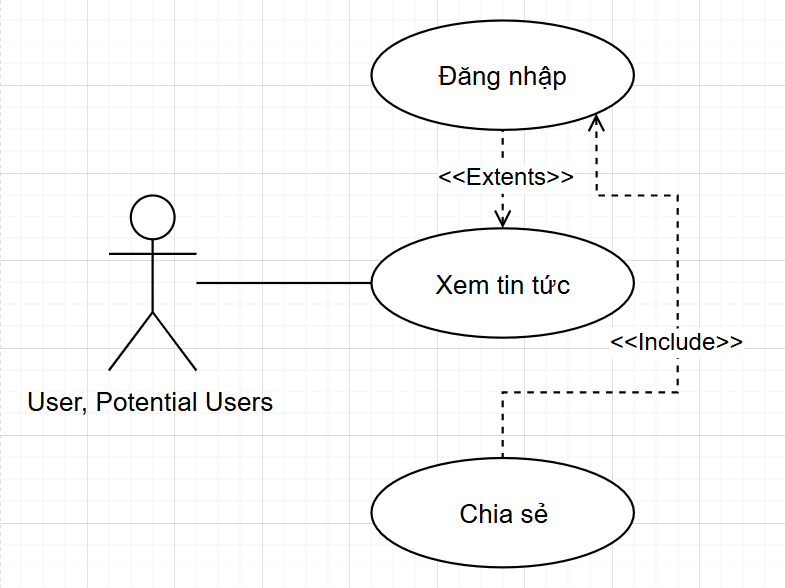 Đăng nhập
<<Extents>>
Xem tin tức
<<Include>>
User, Potential Users
Chia sẻ